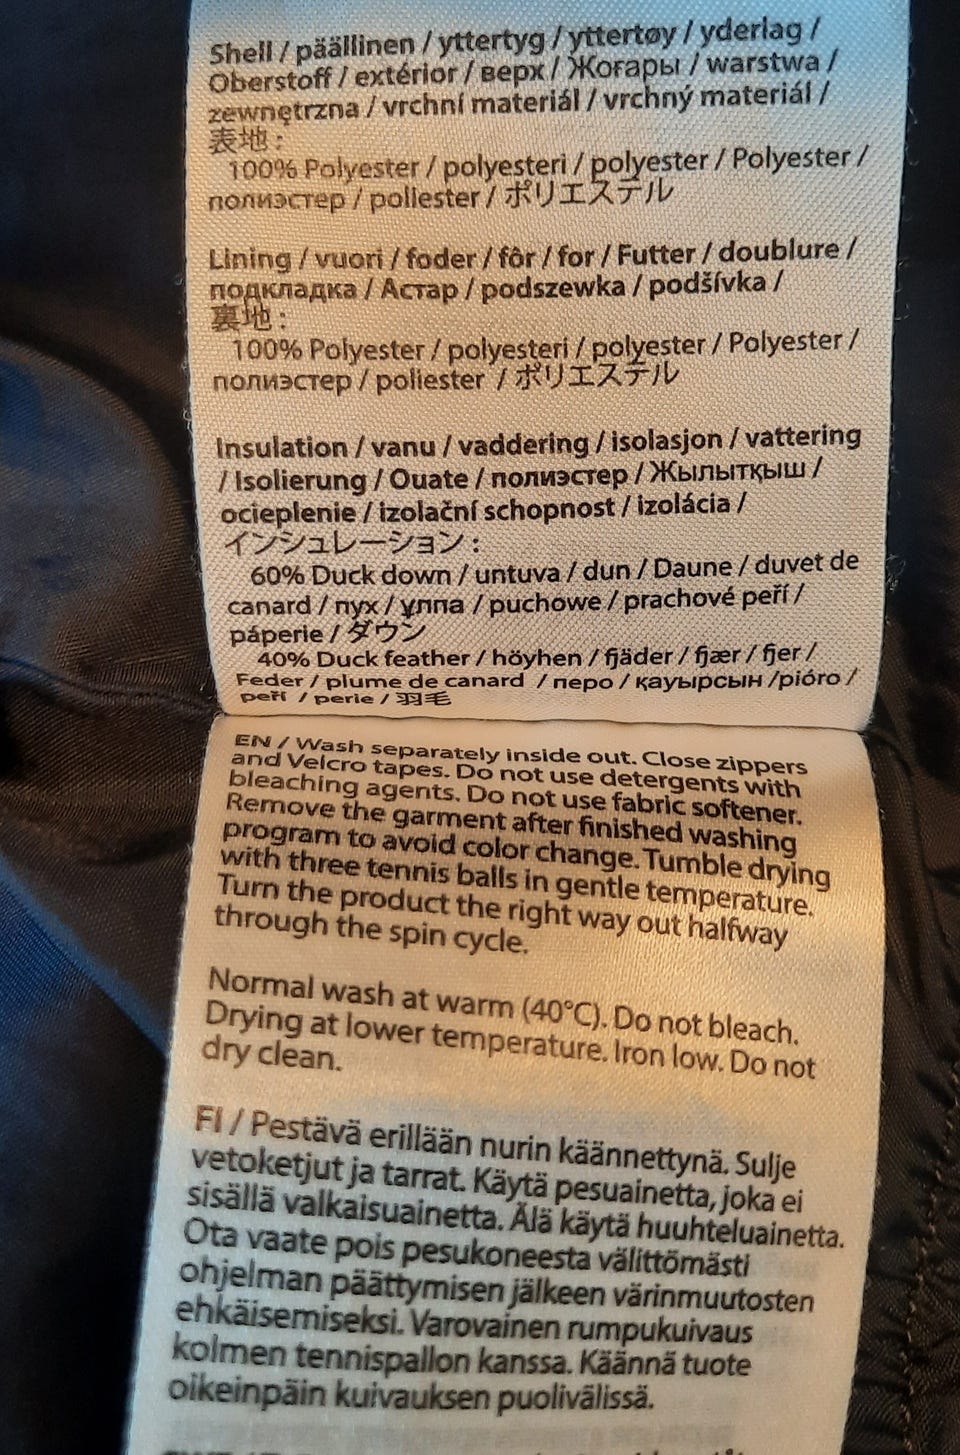 Shell / päällinen / yttertyg / yttertøy / yderlag /
Oberstoff / extérior / верх / Жоғары / warstwa /
zewnętrzna / vrchní materiál / vrchný materiál /
表地 :
100% Polyester / polyesteri / polyester / Polyester /
полиэстер / poliester / ポリエステル
Lining / vuori / foder / fôr / for / Futter / doublure /
подкладка / Астар / podszewka / podšívka /
裏地 :
100% Polyester / polyesteri / polyester / Polyester /
полиэстер / poliester / ポリエステル
Insulation / vanu / vaddering / isolasjon / vattering
/ Isolierung / Ouate / полиэстер / Жылытқыш /
ocieplenie / izolační schopnost / izolácia /
インシュレーション :
60% Duck down / untuva / dun / Daune / duvet de
canard / пух / ұлпа / puchowe / prachové peří /
páperie / ダウン
40% Duck feather / höyhen / fjäder / fjær / fjer /
Feder / plume de canard / перо / қауырсын /pióro /
peří / perie / 羽毛
EN / Wash separately inside out. Close zippers
and Velcro tapes. Do not use detergents with
bleaching agents. Do not use fabric softener.
Remove the garment after finished washing
program to avoid color change. Tumble drying
with three tennis balls in gentle temperature.
Turn the product the right way out halfway
through the spin cycle.
Normal wash at warm (40°C). Do not bleach.
Drying at lower temperature. Iron low. Do not
dry clean.
FI / Pestävä erillään nurin käännettynä. Sulje
vetoketjut ja tarrat. Käytä pesuainetta, joka ei
sisällä valkaisuainetta. Älä käytä huuhteluainetta.
Ota vaate pois pesukoneesta välittömästi
ohjelman päättymisen jälkeen värinmuutosten
ehkäisemiseksi. Varovainen rumpukuivaus
kolmen tennispallon kanssa. Käännä tuote
oikeinpäin kuivauksen puolivälissä.